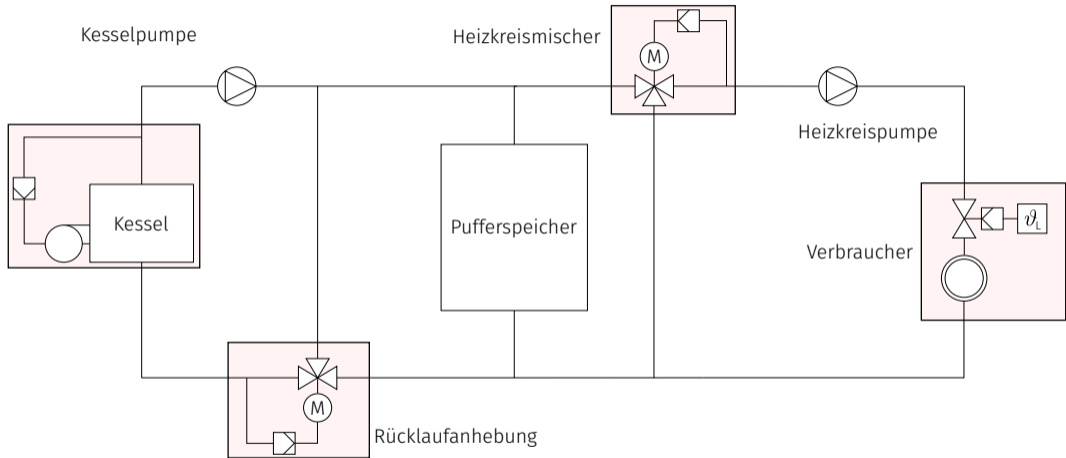 Kesselpumpe
Heizkreismischer
M
Heizkreispumpe
Kessel
Pufferspeicher
ϑL
Verbraucher
M
Rücklaufanhebung